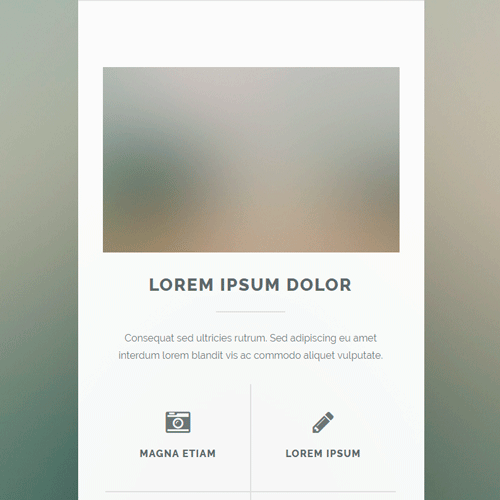 LOREM IPSUM DOLOR
Consequat sed ultricies rutrum. Sed adipiscing eu amet
interdum lorem blandit vis ac commodo aliquet vulputate.
MAGNA ETIAM
LOREM IPSUM